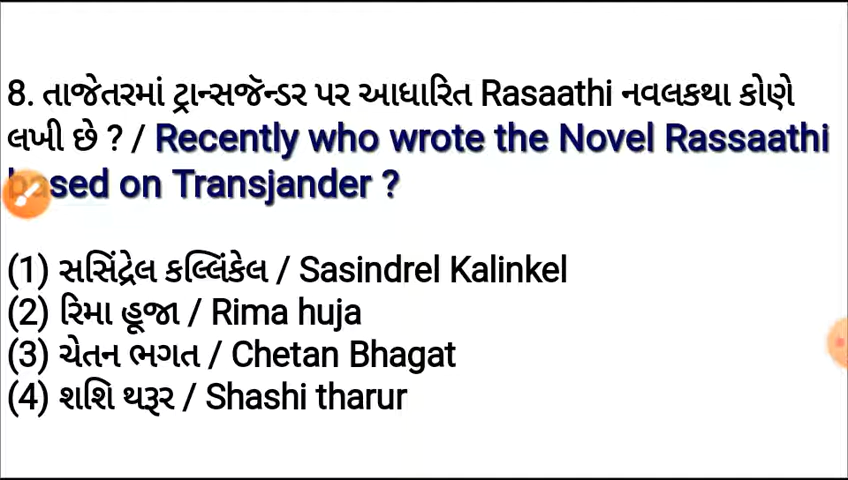 8. તાજેતરમાં ટ્રાન્સજૅન્ડર પર આધારિત Rasaathi નવલકથા કોણે
લખી છે ? / Recently who wrote the Novel Rassaathi
based on Transjander ?
(1) સસિંદ્રેલ કલ્લિંકેલ / Sasindrel Kalinkel
(2) રિમા હૂજા / Rima huja
(3) ચેતન ભગત / Chetan Bhagat
(4) શશિ થરૂર / Shashi tharur